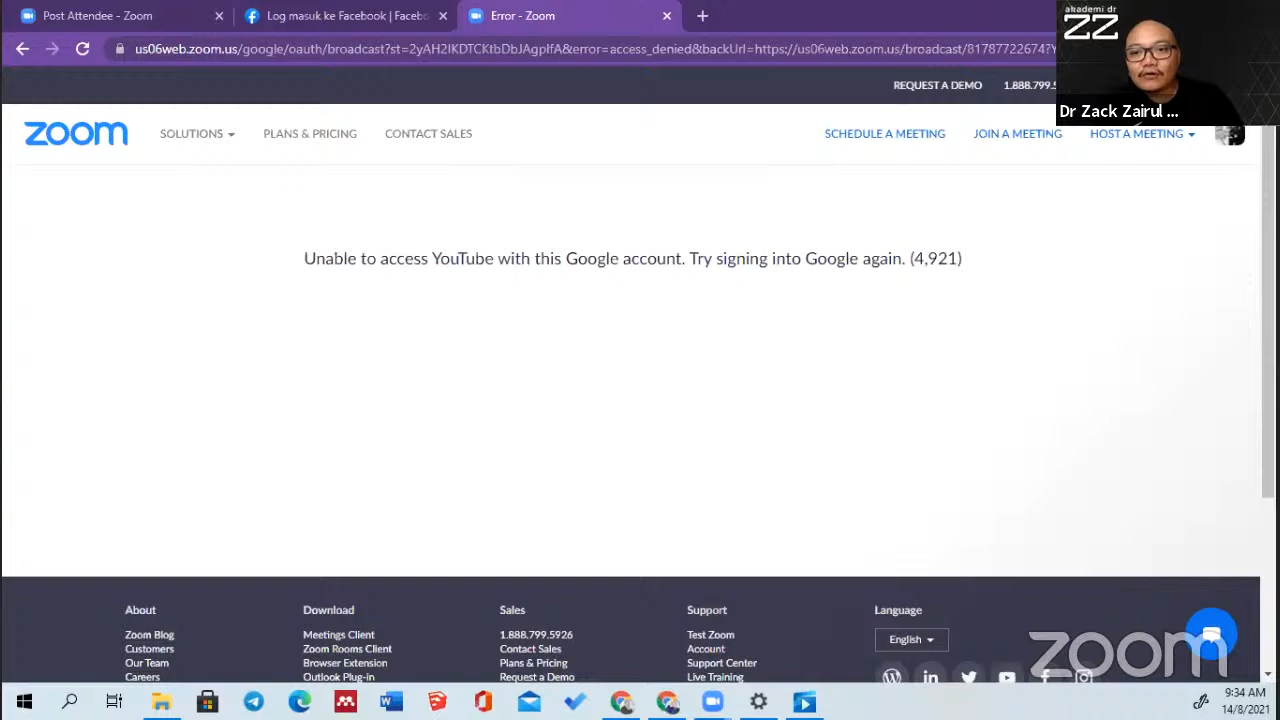 Post Attendee - Zoom
Log masuk ke Facebook | Faceb
Error - Zoom
us06web.zoom.us/google/oauth/broadcast?st=2yAH2IKDTCKtbDbJAgpIfA&error=access_denied&backUrl=https://us06web.zoom.us/broadcast/81787722674?
akademi dr
ZZ
Dr Zack Zairul ...
REQUEST A DEMO
1.888.799.5
zoom
SOLUTIONS
PLANS & PRICING
CONTACT SALES
SCHEDULE A MEETING
JOIN A MEETING
HOST A MEETING
Unable to access YouTube with this Google account. Try signing into Google again. (4,921)
About
Zoom Blog
Customers
Our Team
Careers
Download
Meetings Client
Zoom Rooms Client
Browser Extension
Outlook Plug-in
Sales
1.888.799.5926
Contact Sales
Plans & Pricing
Request a Demo
Support
Test Zoom
Account
Support Center
Live Training
Language
English
zoom
9:34 AM
14/8/2021